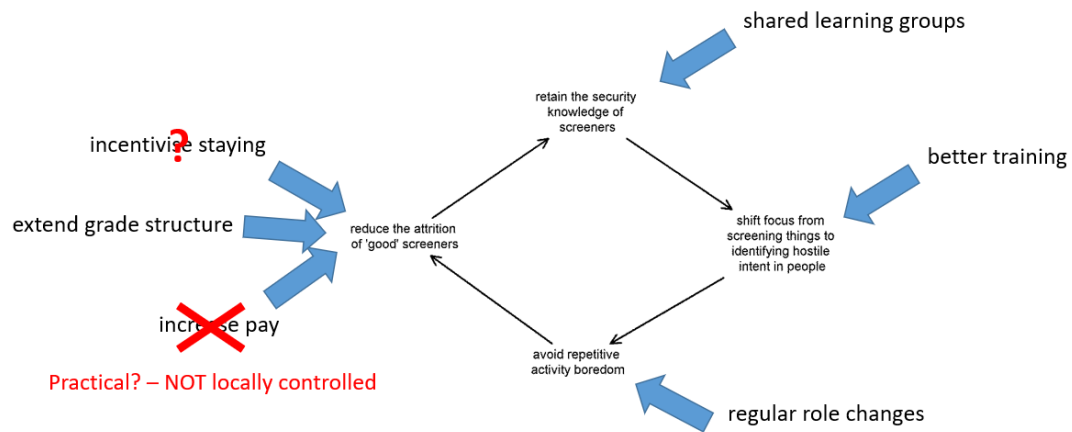 shared learning groups
retain the security
knowledge of
screeners
incentivise staying
?
better training
extend grade structure
reduce the attrition
of 'good' screeners
shift focus from
screening things to
identifying hostile
intent in people
increase pay
avoid repetitive
activity boredom
Practical? – NOT locally controlled
regular role changes